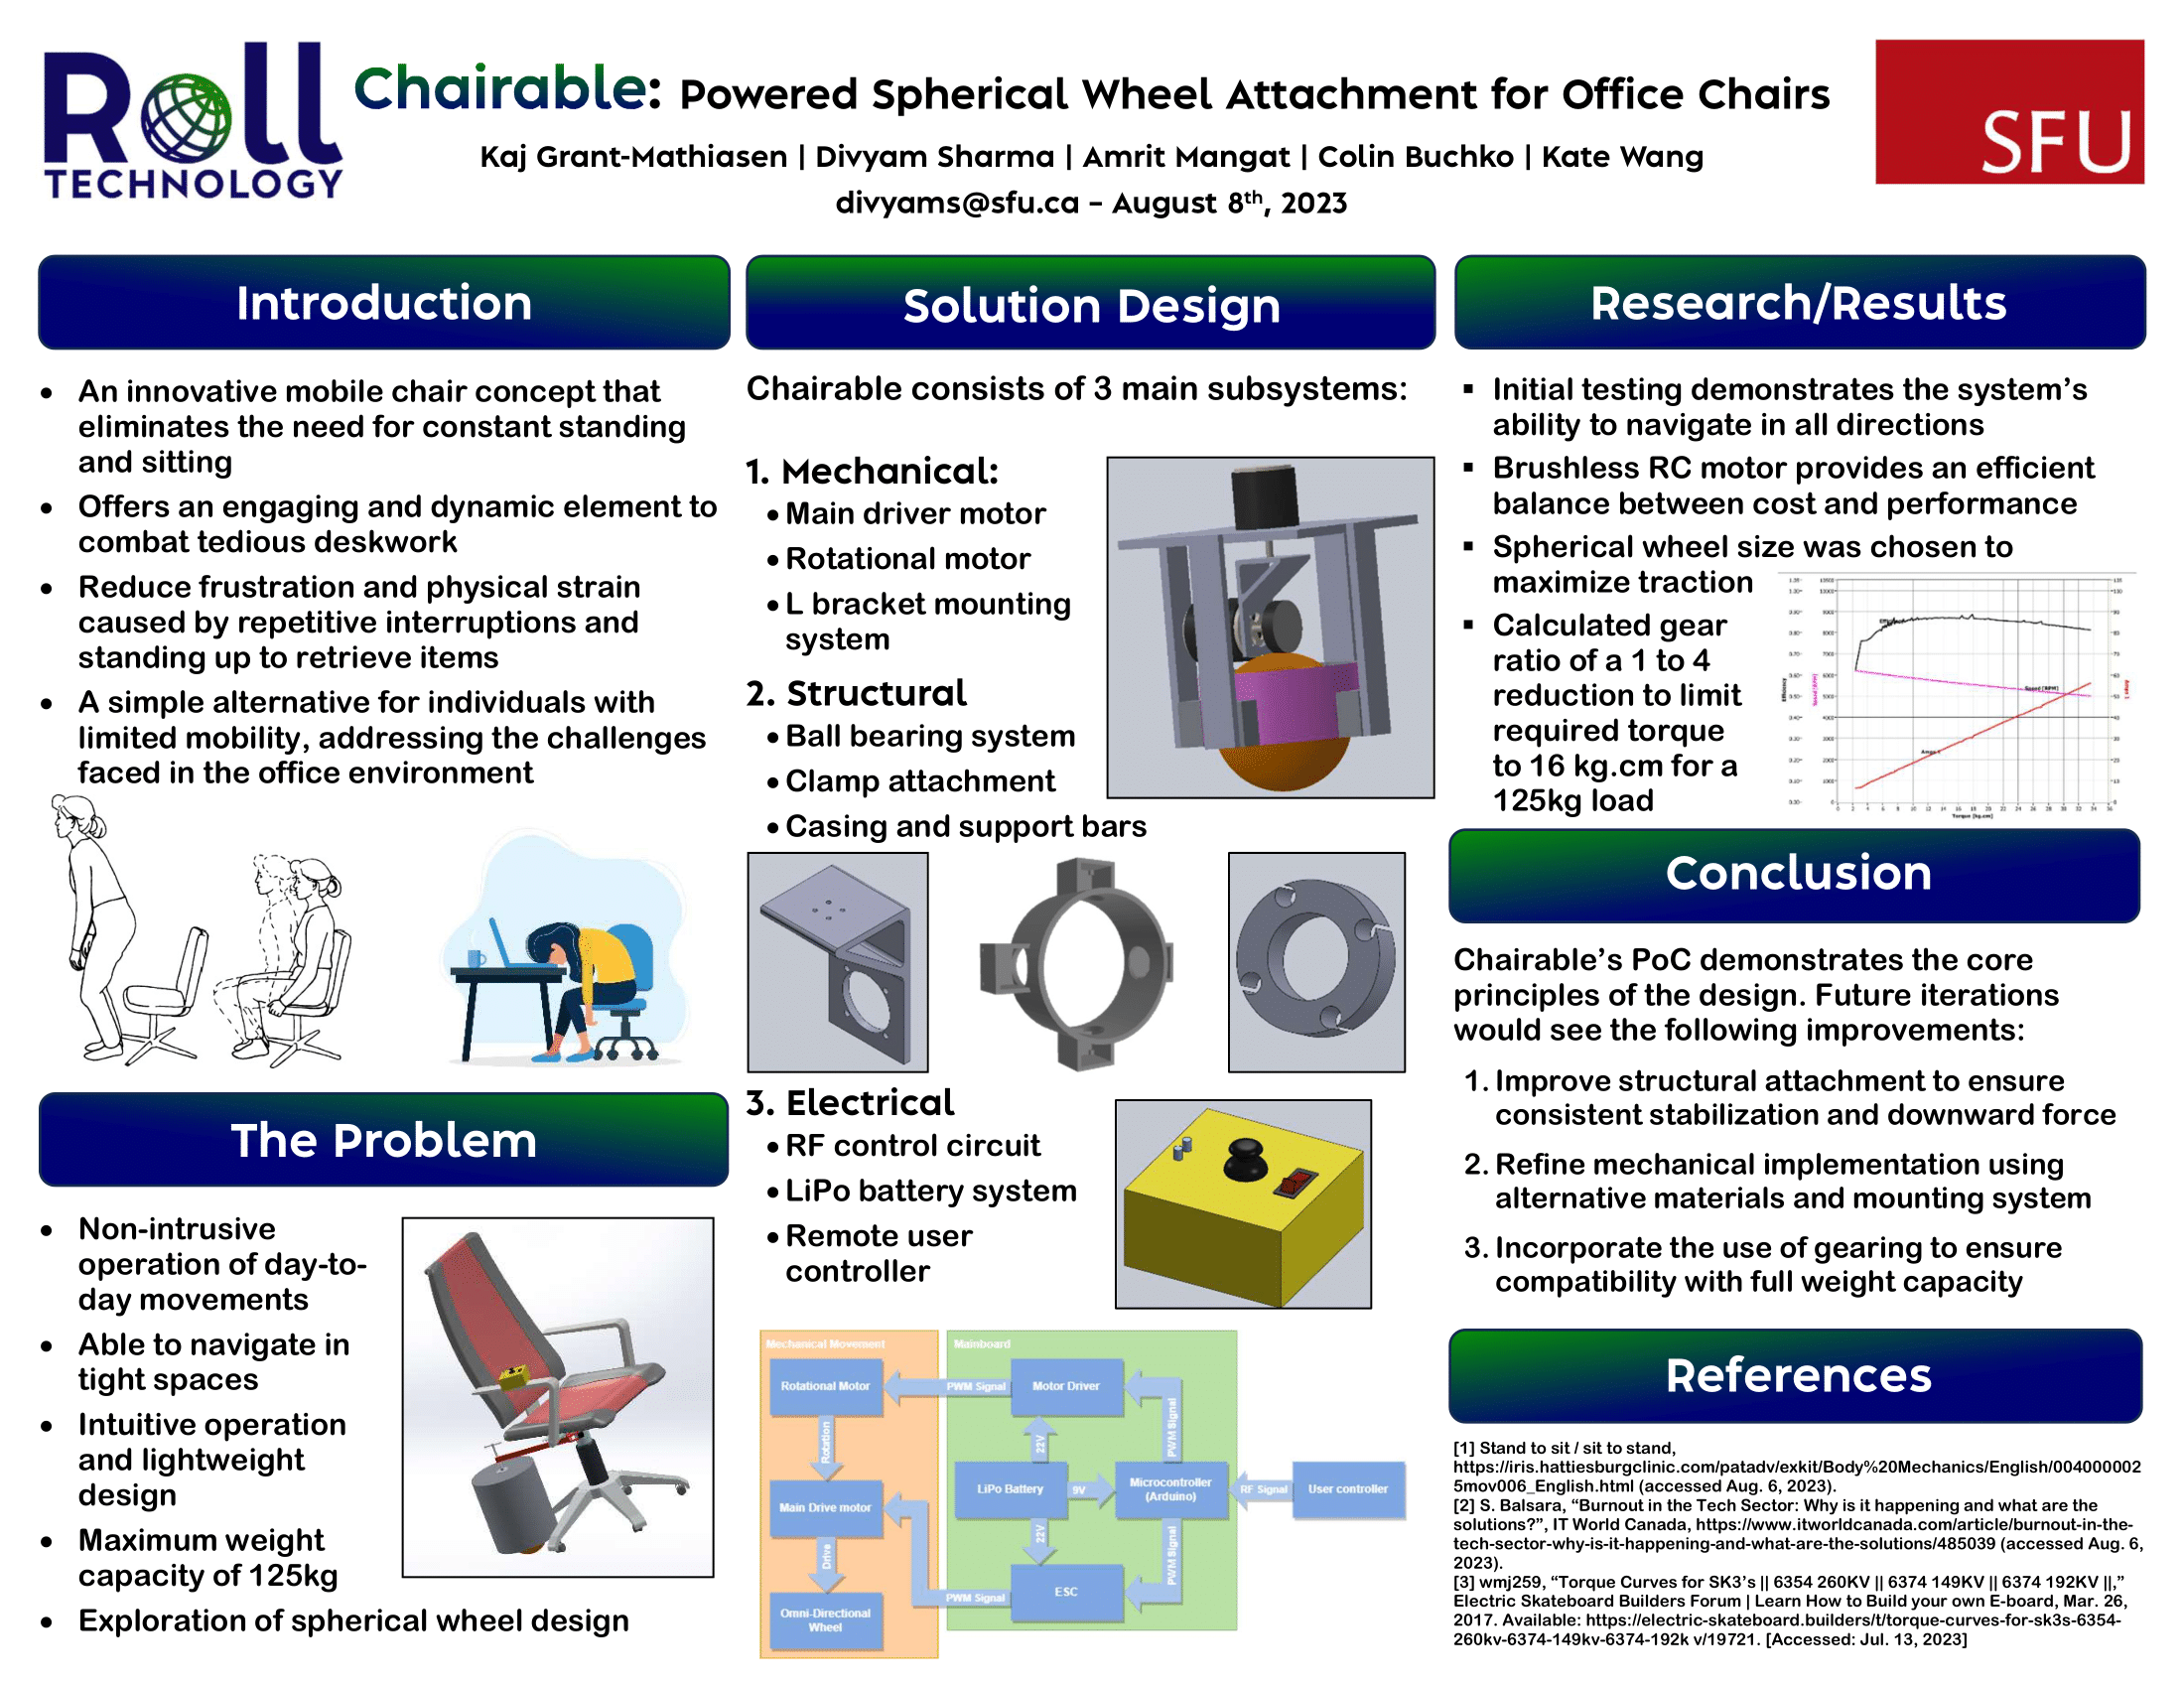 Roll
TECHNOLOGY
Chairable: Powered Spherical Wheel Attachment for Office Chairs
Kaj Grant-Mathiasen | Divyam Sharma | Amrit Mangat | Colin Buchko | Kate Wang
divyams@sfu.ca – August 8th, 2023
SFU
Introduction
• An innovative mobile chair concept that
eliminates the need for constant standing
and sitting
• Offers an engaging and dynamic element to
combat tedious deskwork
• Reduce frustration and physical strain
caused by repetitive interruptions and
standing up to retrieve items
• A simple alternative for individuals with
limited mobility, addressing the challenges
faced in the office environment
The Problem
• Non-intrusive
operation of day-to-
day movements
• Able to navigate in
tight spaces
• Intuitive operation
and lightweight
design
• Maximum weight
capacity of 125kg
• Exploration of spherical wheel design
Solution Design
Chairable consists of 3 main subsystems:
1. Mechanical:
• Main driver motor
• Rotational motor
• L bracket mounting
system
2. Structural
• Ball bearing system
• Clamp attachment
• Casing and support bars
3. Electrical
• RF control circuit
• LiPo battery system
• Remote user
controller
Mechanical Movement
Mainboard
Rotational Motor
PWM Signal
Motor Driver
Rotation
22V
PWM Signal
Main Drive motor
LiPo Battery
9V
Microcontroller
(Arduino)
RF Signal
User controller
Drive
22V
PWM Signal
Omni-Directional
Wheel
PWM Signal
ESC
Research/Results
▪ Initial testing demonstrates the system's
ability to navigate in all directions
▪ Brushless RC motor provides an efficient
balance between cost and performance
▪ Spherical wheel size was chosen to
maximize traction
▪ Calculated gear
ratio of a 1 to 4
reduction to limit
required torque
to 16 kg.cm for a
125kg load
Efficiency
Speed [RPM]
Torque [kg.cm]
Conclusion
Chairable's PoC demonstrates the core
principles of the design. Future iterations
would see the following improvements:
1. Improve structural attachment to ensure
consistent stabilization and downward force
2. Refine mechanical implementation using
alternative materials and mounting system
3. Incorporate the use of gearing to ensure
compatibility with full weight capacity
References
[1] Stand to sit / sit to stand,
https://iris.hattiesburgclinic.com/patadv/exkit/Body%20Mechanics/English/004000002
5mov006_English.html (accessed Aug. 6, 2023).
[2] S. Balsara, “Burnout in the Tech Sector: Why is it happening and what are the
solutions?”, IT World Canada, https://www.itworldcanada.com/article/burnout-in-the-
tech-sector-why-is-it-happening-and-what-are-the-solutions/485039 (accessed Aug. 6,
2023).
[3] wmj259, “Torque Curves for SK3's || 6354 260KV || 6374 149KV || 6374 192KV ||,”
Electric Skateboard Builders Forum | Learn How to Build your own E-board, Mar. 26,
2017. Available: https://electric-skateboard.builders/t/torque-curves-for-sk3s-6354-
260kv-6374-149kv-6374-192k v/19721. [Accessed: Jul. 13, 2023]